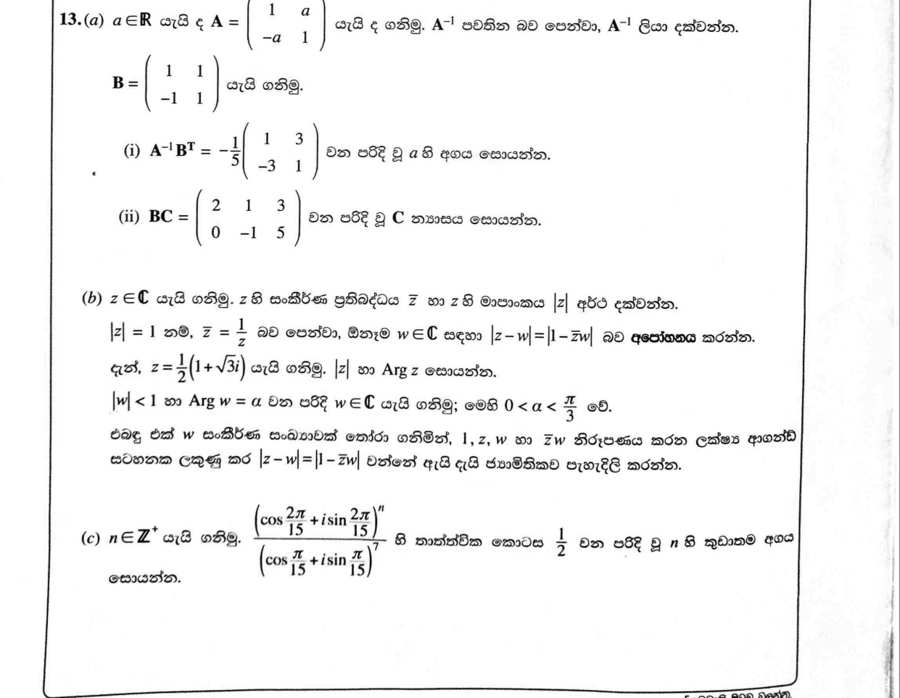 13.(a) a∈ℝ යැයි ද A = ( 1 a ; −a 1 ) යැයි ද ගනිමු. A⁻¹ පවතින බව පෙන්වා, A⁻¹ ලියා දක්වන්න.
B = ( 1 1 ; −1 1 ) යැයි ගනිමු.
(i) A⁻¹Bᵀ = −1/5 ( 1 3 ; −3 1 ) වන පරිදි වූ a හි අගය සොයන්න.
(ii) BC = ( 2 1 3 ; 0 −1 5 ) වන පරිදි වූ C න්‍යාසය සොයන්න.
(b) z∈ℂ යැයි ගනිමු. z හි සංකීර්ණ ප්‍රතිබද්ධය z̄ හා z හි මාපාංකය |z| අර්ථ දක්වන්න.
|z| = 1 නම්, z̄ = 1/z බව පෙන්වා, ඕනෑම w∈ℂ සඳහා |z−w|=|1−z̄w| බව අපෝහනය කරන්න.
දැන්, z = 1/2(1+√3i) යැයි ගනිමු. |z| හා Arg z සොයන්න.
|w| < 1 හා Arg w = α වන පරිදි w∈ℂ යැයි ගනිමු; මෙහි 0 < α < π/3 වේ.
එබඳු එක් w සංකීර්ණ සංඛ්‍යාවක් තෝරා ගනිමින්, 1, z, w හා z̄w නිරූපණය කරන ලක්ෂ්‍ය ආගන්ඩ්
සටහනක ලකුණු කර |z−w|=|1−z̄w| වන්නේ ඇයි දැයි ජ්‍යාමිතිකව පැහැදිලි කරන්න.
(c) n∈ℤ⁺ යැයි ගනිමු. (cos 2π/15 + i sin 2π/15)ⁿ / (cos π/15 + i sin π/15)⁷ හි තාත්ත්වික කොටස 1/2 වන පරිදි වූ n හි කුඩාතම අගය
සොයන්න.